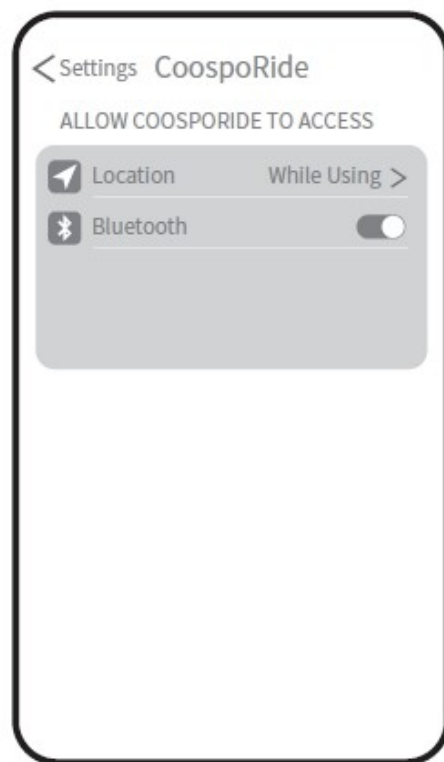 Settings CoospoRide
ALLOW COOSPORIDE TO ACCESS
Location While Using >
Bluetooth